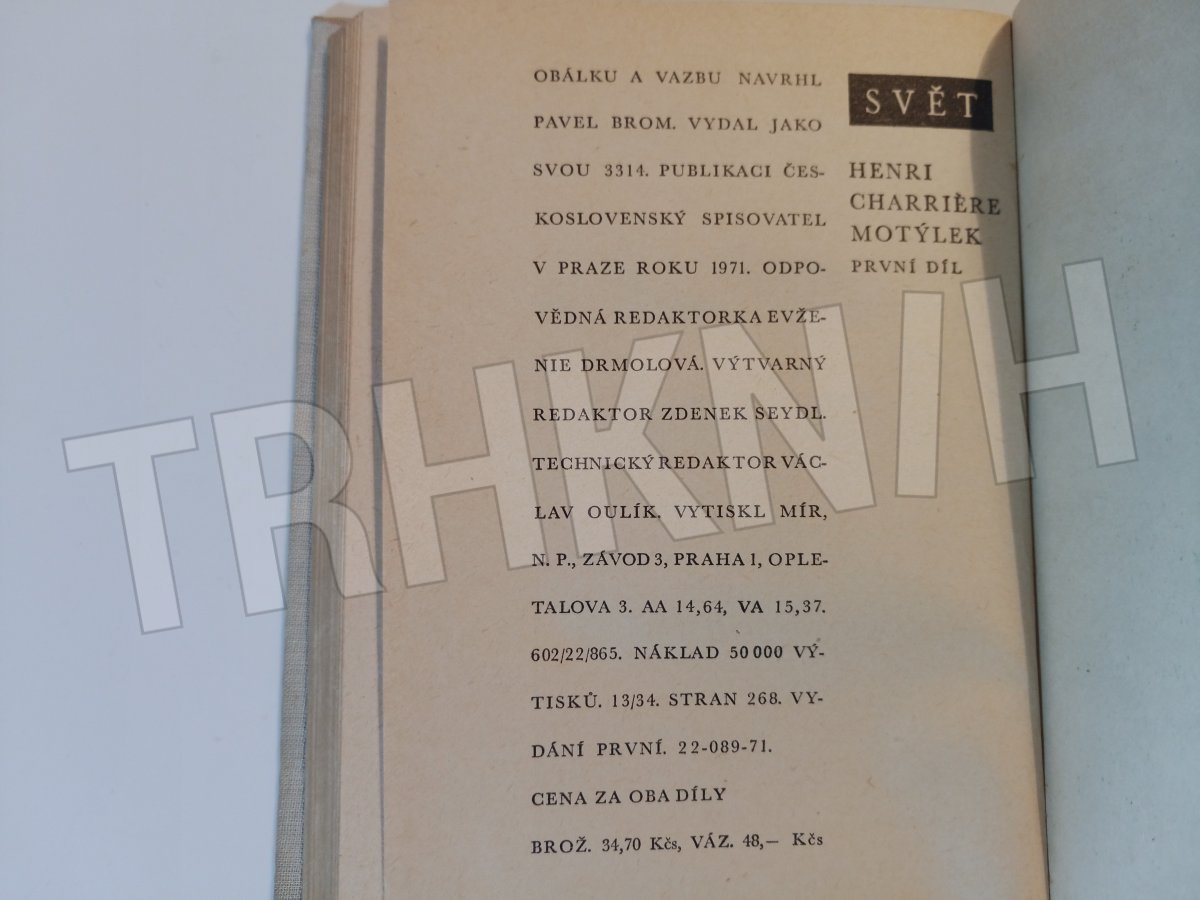 OBÁLKU A VAZBU NAVRHL
PAVEL BROM. VYDAL JAKO
SVOU 3314. PUBLIKACI ČES-
KOSLOVENSKÝ SPISOVATEL
V PRAZE ROKU 1971. ODPO-
VĚDNÁ REDAKTORKA EVŽE-
NIE DRMOLOVÁ. VÝTVARNÝ
REDAKTOR ZDENEK SEYDL.
TECHNICKÝ REDAKTOR VÁC-
LAV OULÍK. VYTISKL MÍR,
N. P., ZÁVOD 3, PRAHA 1, OPLE-
TALOVA 3. AA 14,64, VA 15,37.
602/22/865. NÁKLAD 50 000 VÝ-
TISKŮ. 13/34. STRAN 268. VY-
DÁNÍ PRVNÍ. 22-089-71.
CENA ZA OBA DÍLY
BROŽ. 34,70 Kčs, VÁZ. 48,— Kčs
SVĚT
HENRI
CHARRIÈRE
MOTÝLEK
PRVNÍ DÍL
TRHKNIH